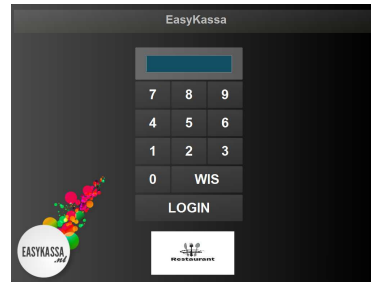 EasyKassa
7 8 9
4 5 6
1 2 3
0 WIS
LOGIN
EASYKASSA
.nl
Restaurant